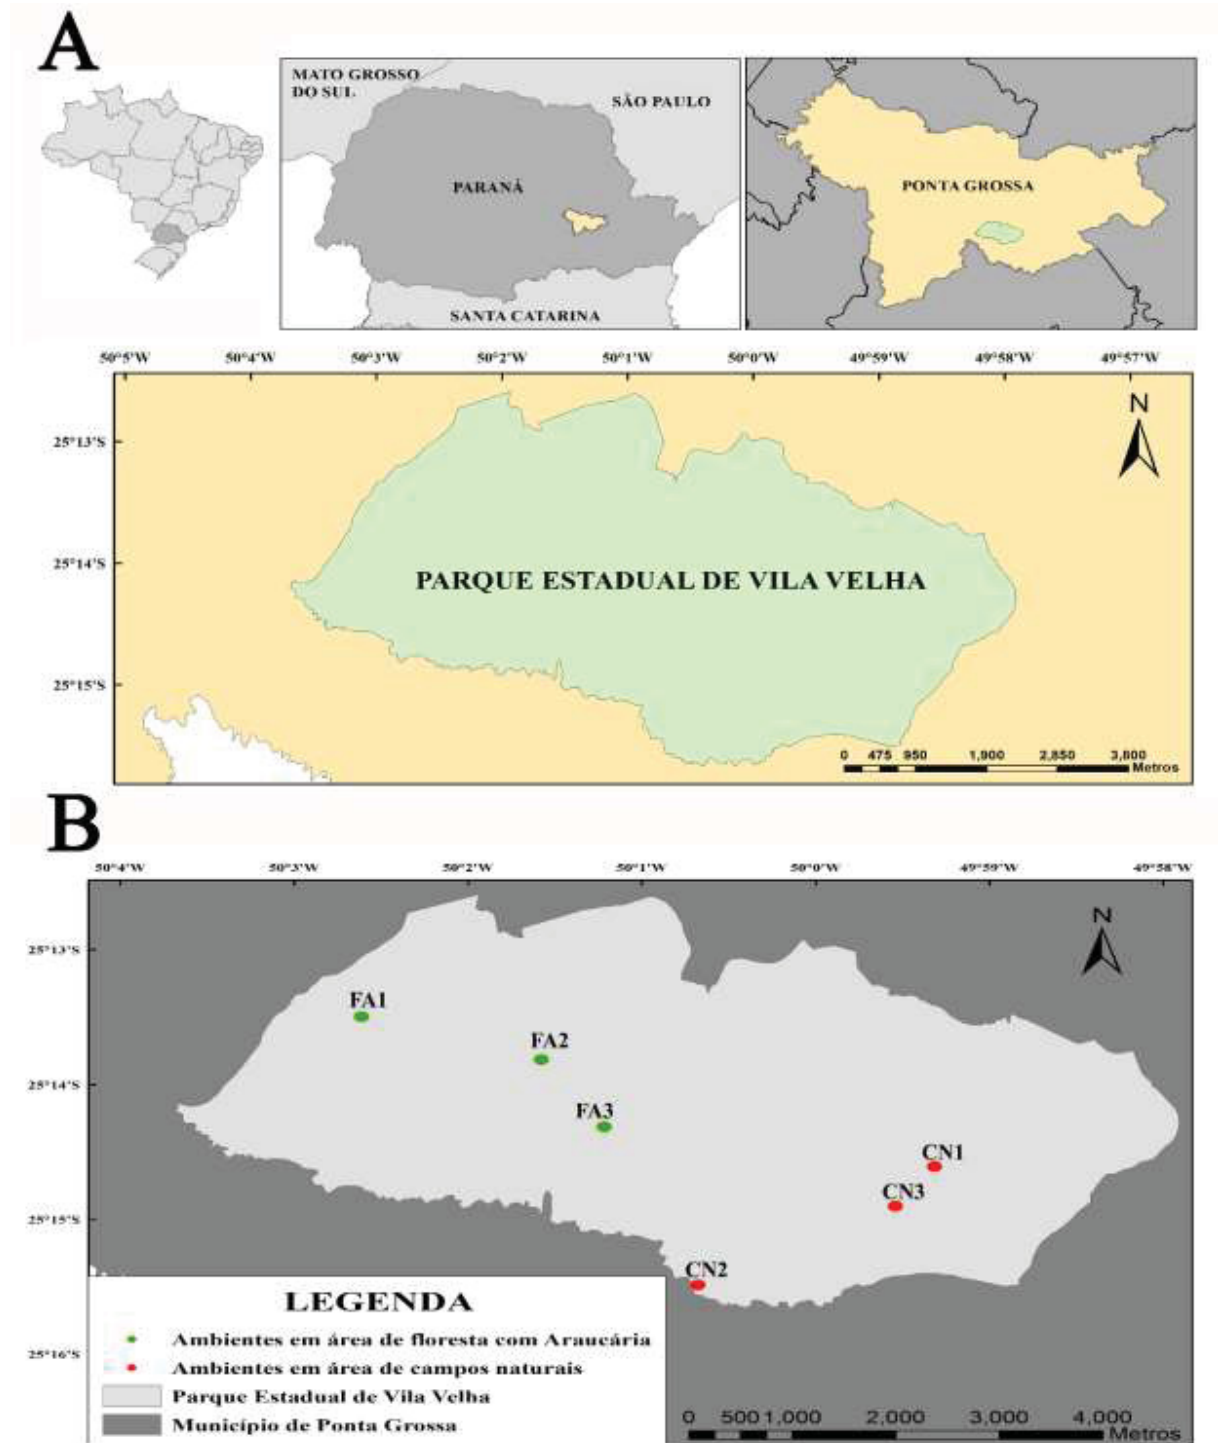 A
MATO GROSSO
DO SUL
SÃO PAULO
PARANÁ
SANTA CATARINA
PONTA GROSSA
50°5'W 50°4'W 50°3'W 50°2'W 50°1'W 50°0'W 49°59'W 49°58'W 49°57'W
N
25°13'S
25°14'S
PARQUE ESTADUAL DE VILA VELHA
25°15'S
0 475 950 1,900 2,850 3,800
Metros
B
50°4'W 50°3'W 50°2'W 50°1'W 50°0'W 49°59'W 49°58'W
N
25°13'S
FA1
FA2
25°14'S
FA3
CN1
CN3
25°15'S
CN2
LEGENDA
Ambientes em área de floresta com Araucária
25°16'S
Ambientes em área de campos naturais
Parque Estadual de Vila Velha
Município de Ponta Grossa
0 500 1,000 2,000 3,000 4,000
Metros